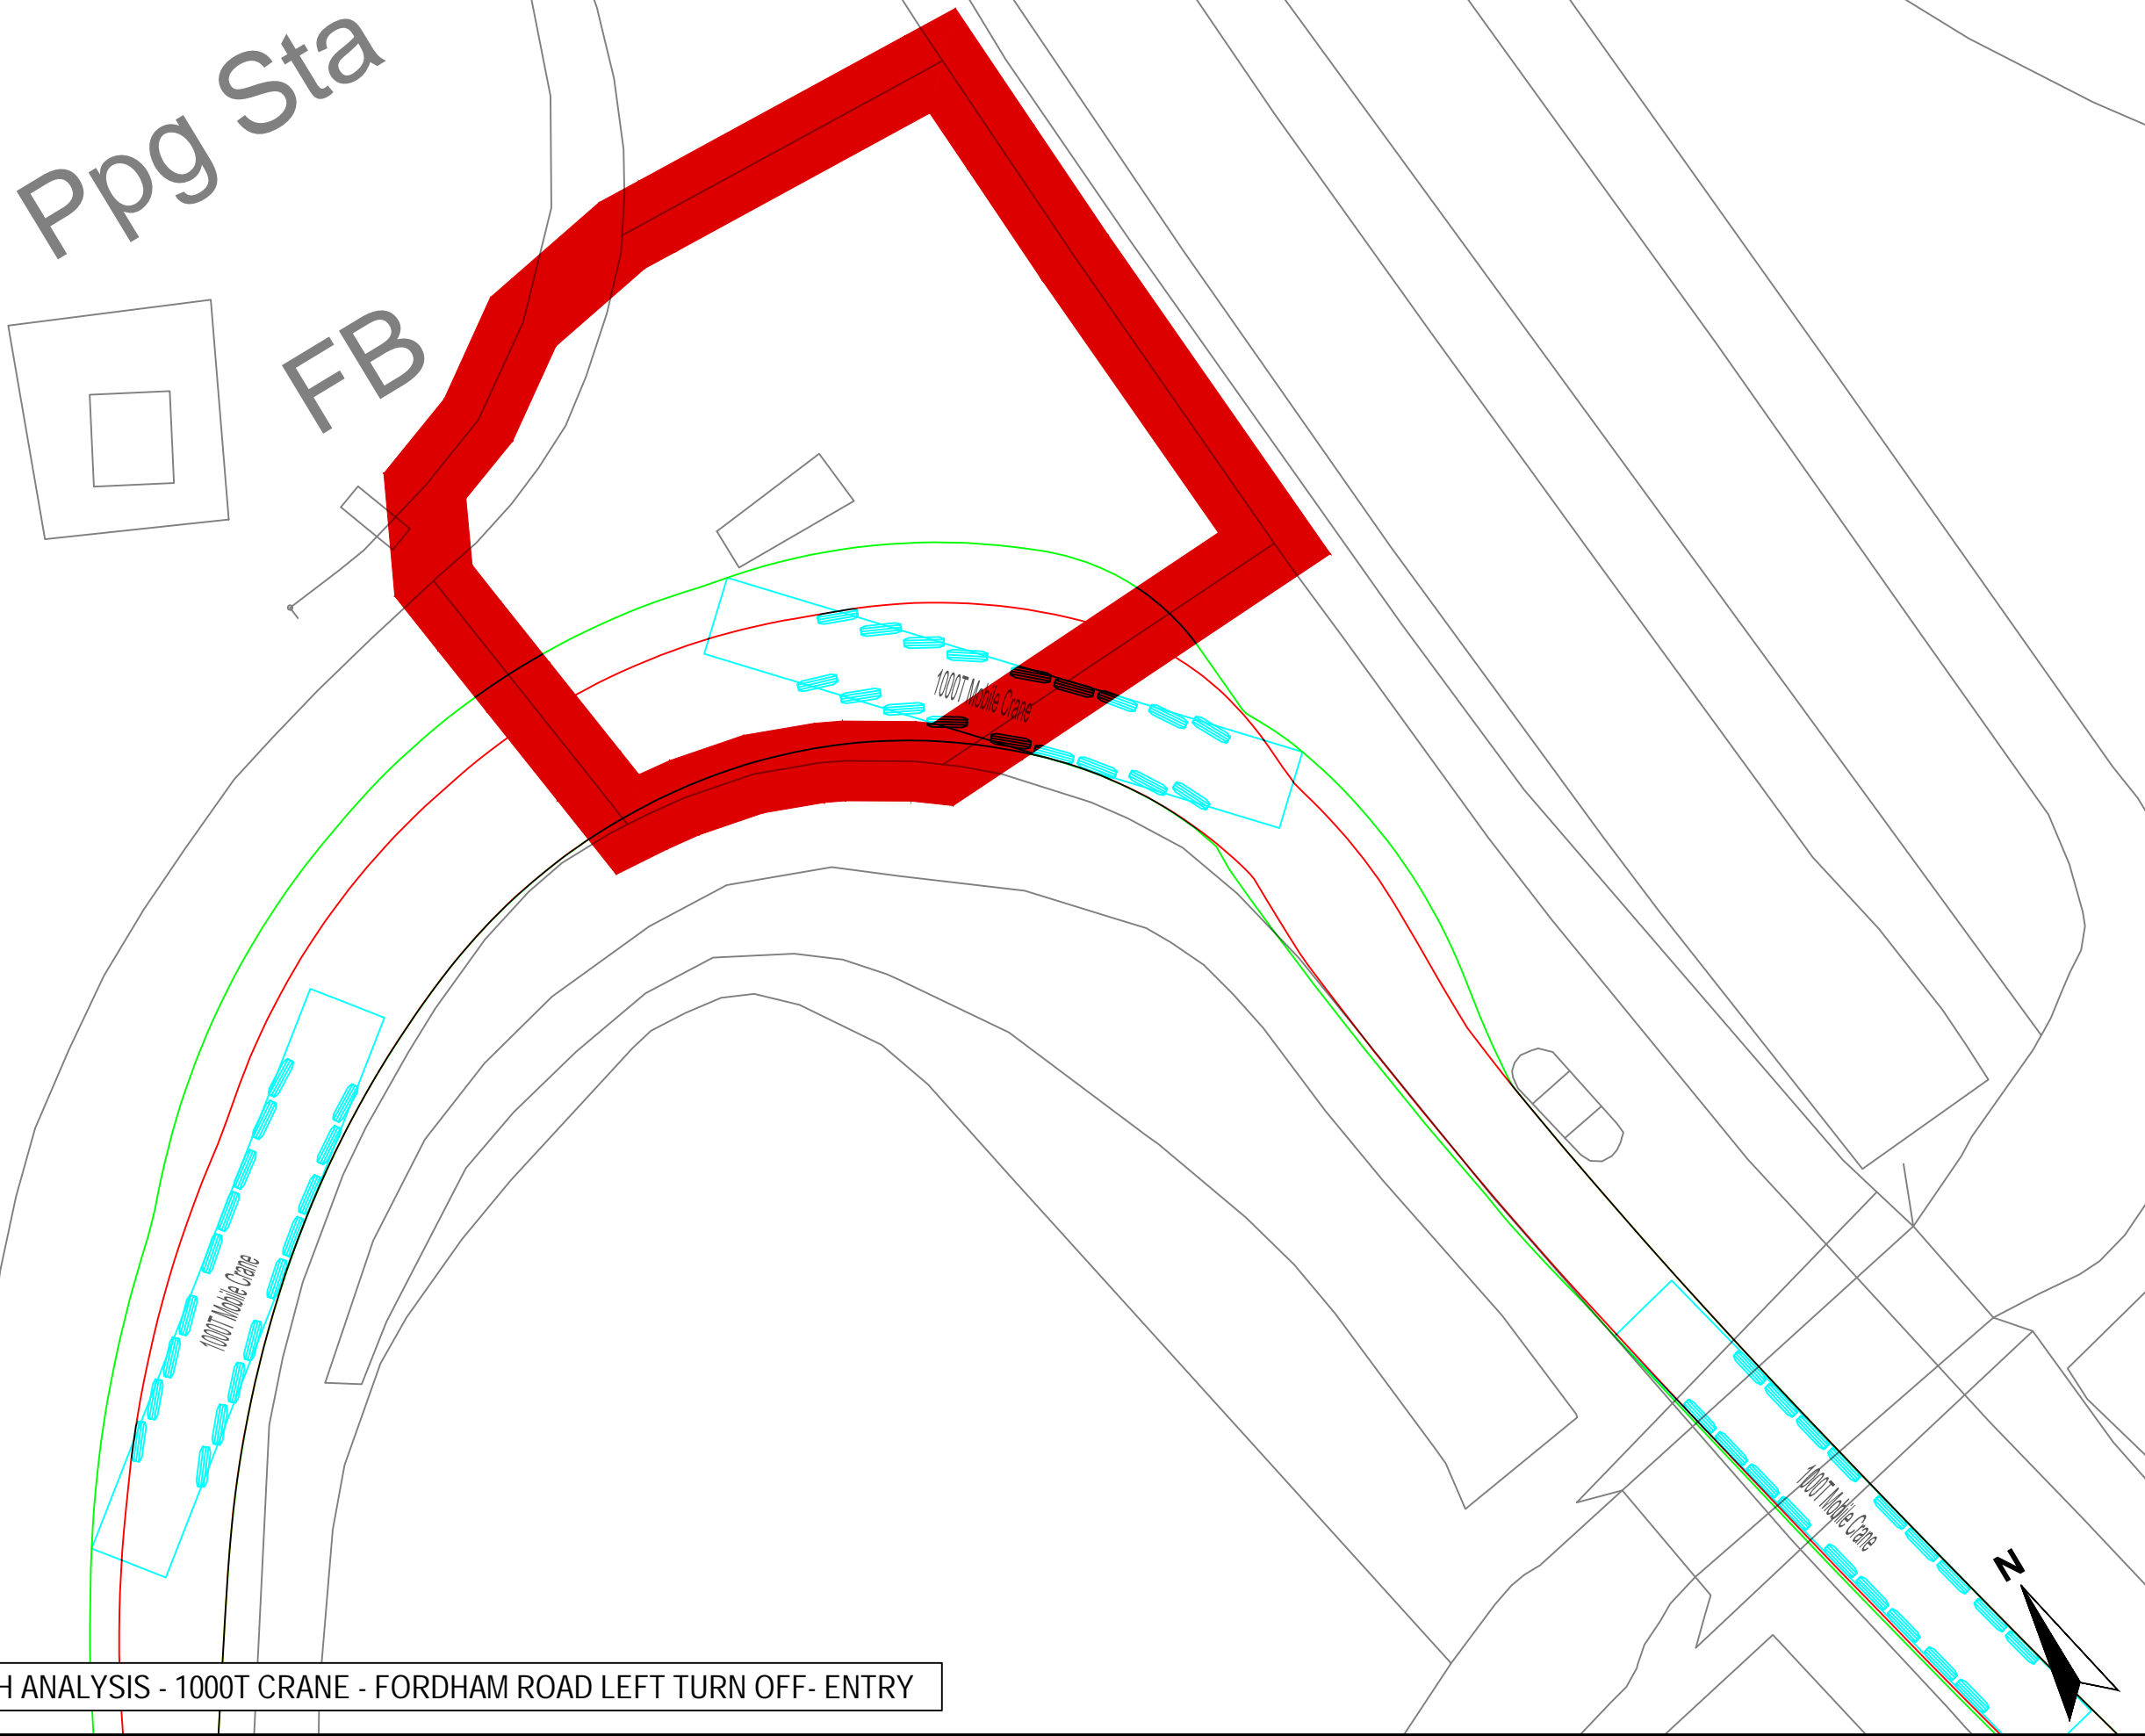 Ppg Sta
FB
1000T Mobile Crane
1000T Mobile Crane
1000T Mobile Crane
N
H ANALYSIS - 1000T CRANE - FORDHAM ROAD LEFT TURN OFF- ENTRY